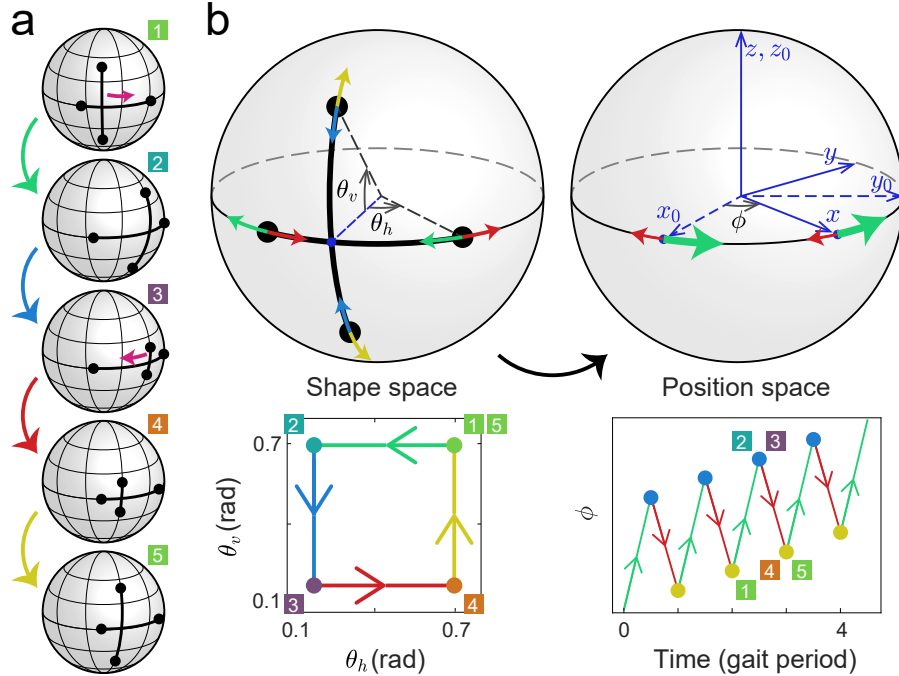 a
b
1
2
3
4
5
θv
θh
z, z0
y
y0
x0
x
ϕ
Shape space
Position space
2
1 5
0.7
θv (rad)
0.1
3
4
0.1
0.7
θh (rad)
2 3
ϕ
4 5
1
0
4
Time (gait period)